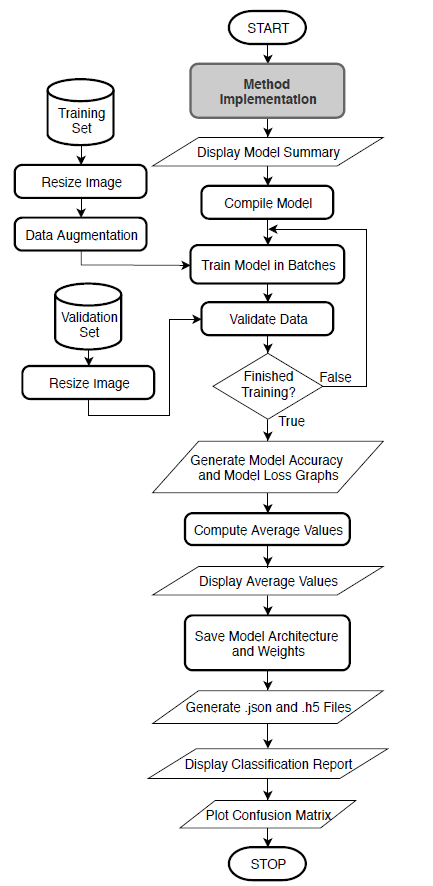 START
Method
Implementation
Display Model Summary
Compile Model
Training
Set
Resize Image
Data Augmentation
Train Model in Batches
Validation
Set
Resize Image
Validate Data
Finished
Training?
False
True
Generate Model Accuracy
and Model Loss Graphs
Compute Average Values
Display Average Values
Save Model Architecture
and Weights
Generate .json and .h5 Files
Display Classification Report
Plot Confusion Matrix
STOP